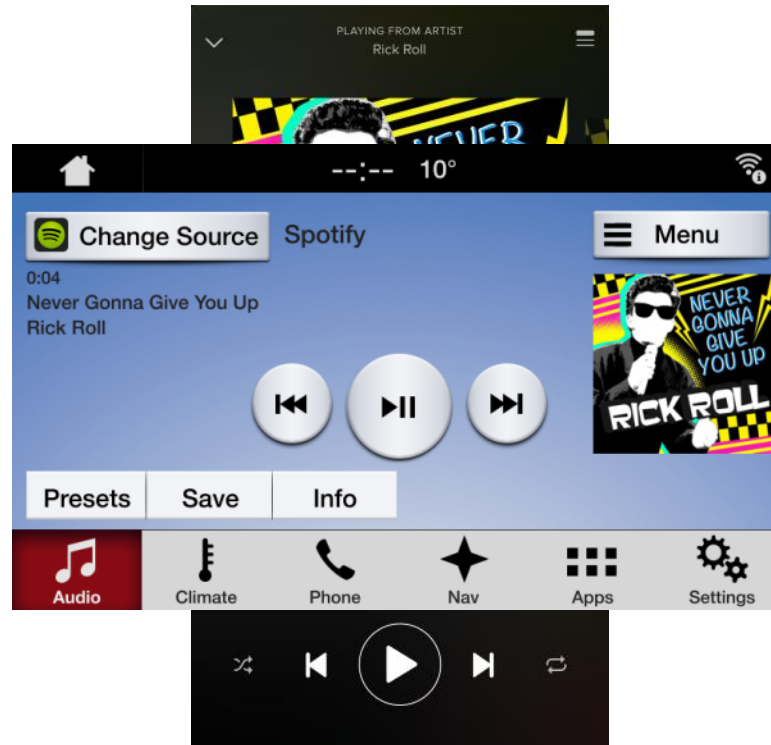 PLAYING FROM ARTIST
Rick Roll
NEVER
--:-- 10°
Change Source
Spotify
Menu
0:04
Never Gonna Give You Up
Rick Roll
NEVER
GONNA
GIVE
YOU UP
RICK ROLL
Presets
Save
Info
Audio
Climate
Phone
Nav
Apps
Settings